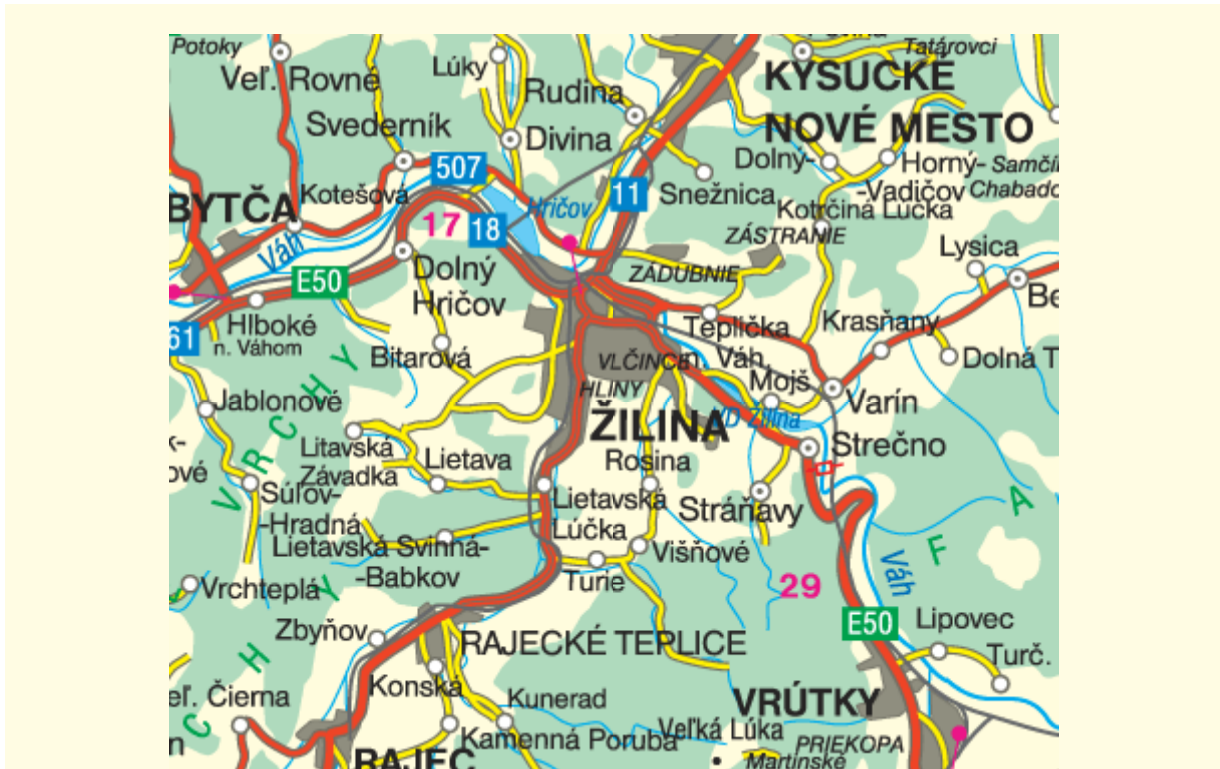 Potoky
Veľ. Rovné
Lúky
Rudina
Tatárovci
KYSUCKÉ
NOVÉ MESTO
Svederník
Divina
507
Dolný-
Horný-
-Vadičov
Samčík
Chabado
Snežnica
11
Kotešová
BYTČA
Hričov
17
18
Kotrčina Lúčka
ZÁSTRANIE
Lysica
Váh
E50
Dolný
Hričov
ZÁDUBNIE
Be
Hlboké
n. Váhom
61
Teplička
n. Váh.
Krasňany
Bitarová
VLČINCE
Dolná T
HLINY
Mojš
Varín
Jablonové
ŽILINA
VD Žilina
Strečno
Litavská
Závadka
Lietava
Rosina
ové
Súľov-
-Hradná
Lietavská
Lúčka
Stráňavy
V R C H Y
F A
Lietavská Svinná-
-Babkov
Višňové
Turie
Váh
Vrchteplá
29
E50
Lipovec
Zbyňov
RAJECKÉ TEPLICE
Turč.
C H Y
Konská
Kunerad
VRÚTKY
eľ. Čierna
Kamenná Poruba
Veľká Lúka
PRIEKOPA
Martinské
RAJEC
n